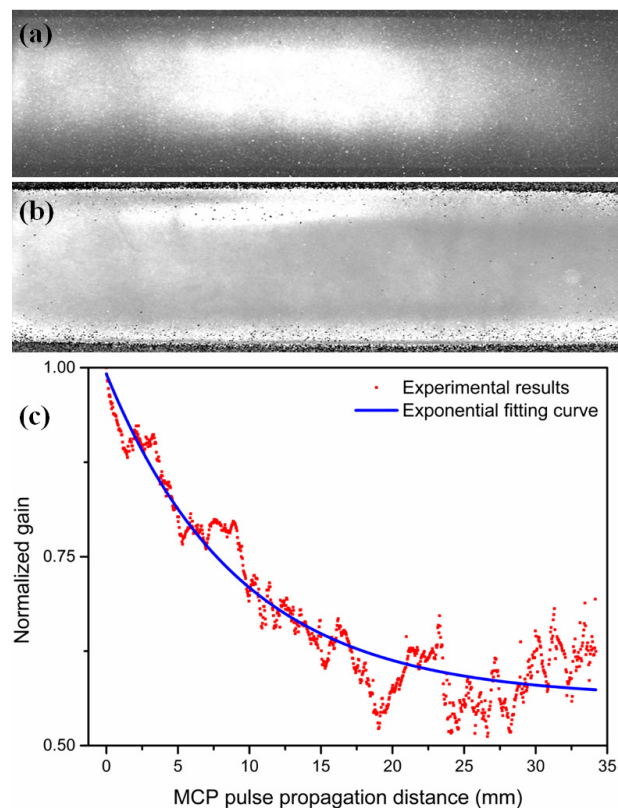 (a)
(b)
(c)
1.00
0.75
0.50
Normalized gain
Experimental results
Exponential fitting curve
0 5 10 15 20 25 30 35
MCP pulse propagation distance (mm)